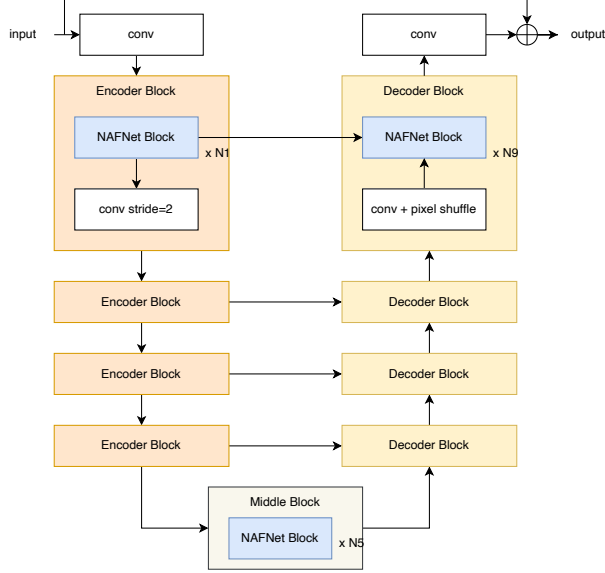 input
conv
conv
output
Encoder Block
Decoder Block
NAFNet Block
x N1
NAFNet Block
x N9
conv stride=2
conv + pixel shuffle
Encoder Block
Decoder Block
Encoder Block
Decoder Block
Encoder Block
Decoder Block
Middle Block
NAFNet Block
x N5